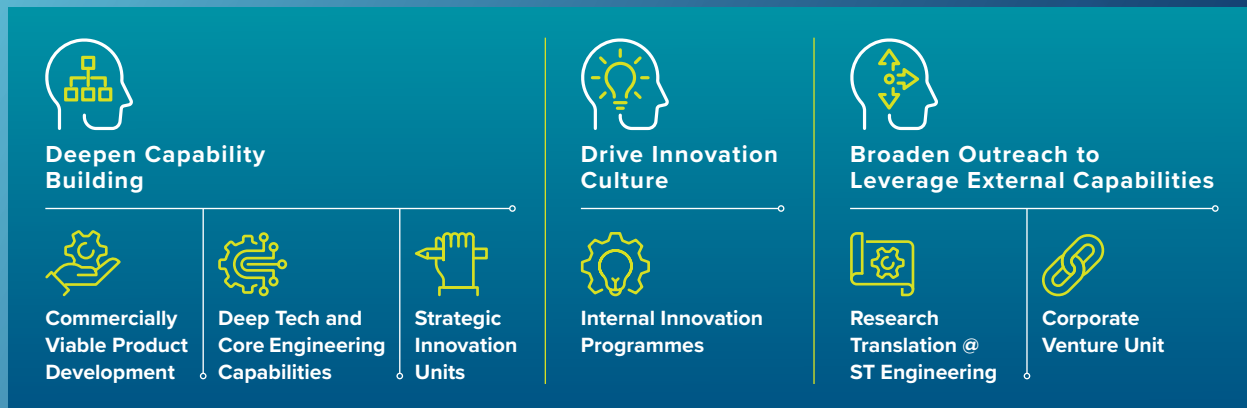 Deepen Capability
Building
Commercially
Viable Product
Development
Deep Tech and
Core Engineering
Capabilities
Strategic
Innovation
Units
Drive Innovation
Culture
Internal Innovation
Programmes
Broaden Outreach to
Leverage External Capabilities
Research
Translation @
ST Engineering
Corporate
Venture Unit